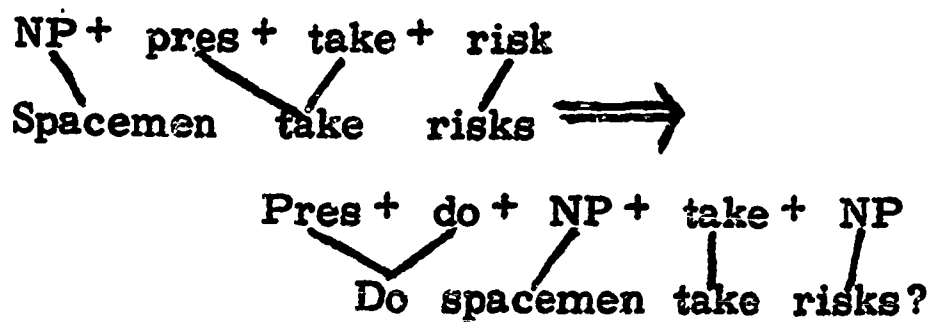 NP + pres + take + risk
Spacemen take risks
Pres + do + NP + take + NP
Do spacemen take risks?